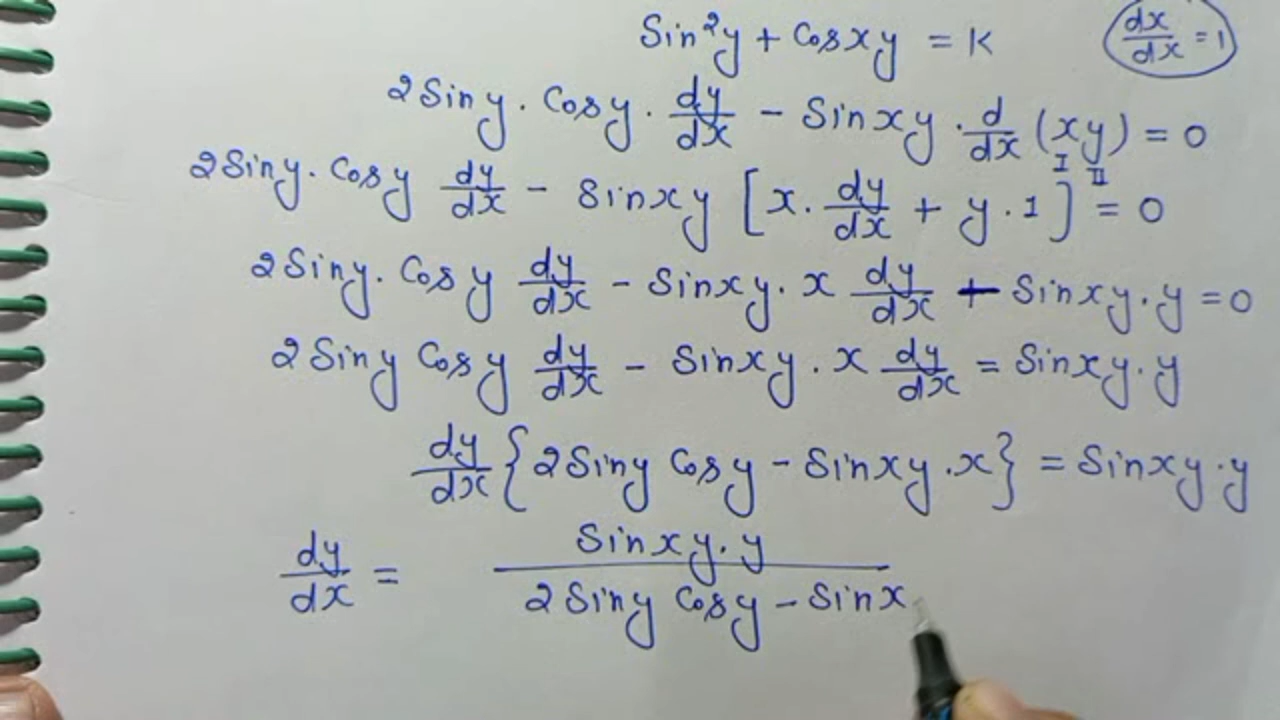 Sin²y + Cosxy = K
dx/dx = 1
2Siny. Cosy. dy/dx - Sinxy. d/dx (xy) = 0
I II
2Siny. Cosy dy/dx - Sinxy [x. dy/dx + y.1] = 0
2Siny. Cosy dy/dx - Sinxy. x dy/dx - Sinxy. y = 0
2Siny Cosy dy/dx - Sinxy. x dy/dx = Sinxy. y
dy/dx {2Siny Cosy - Sinxy. x} = Sinxy. y
dy/dx = Sinxy. y / 2Siny Cosy - Sinx